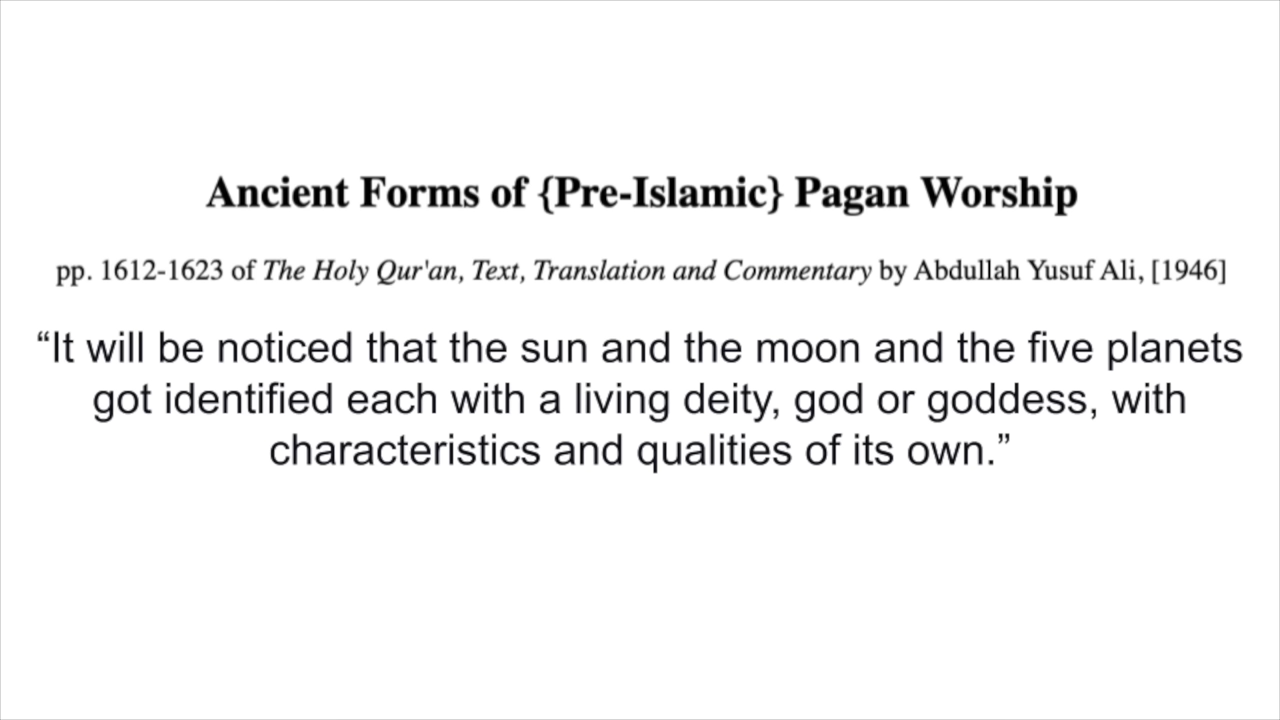 Ancient Forms of {Pre-Islamic} Pagan Worship
pp. 1612-1623 of The Holy Qur'an, Text, Translation and Commentary by Abdullah Yusuf Ali, [1946]
“It will be noticed that the sun and the moon and the five planets
got identified each with a living deity, god or goddess, with
characteristics and qualities of its own.”